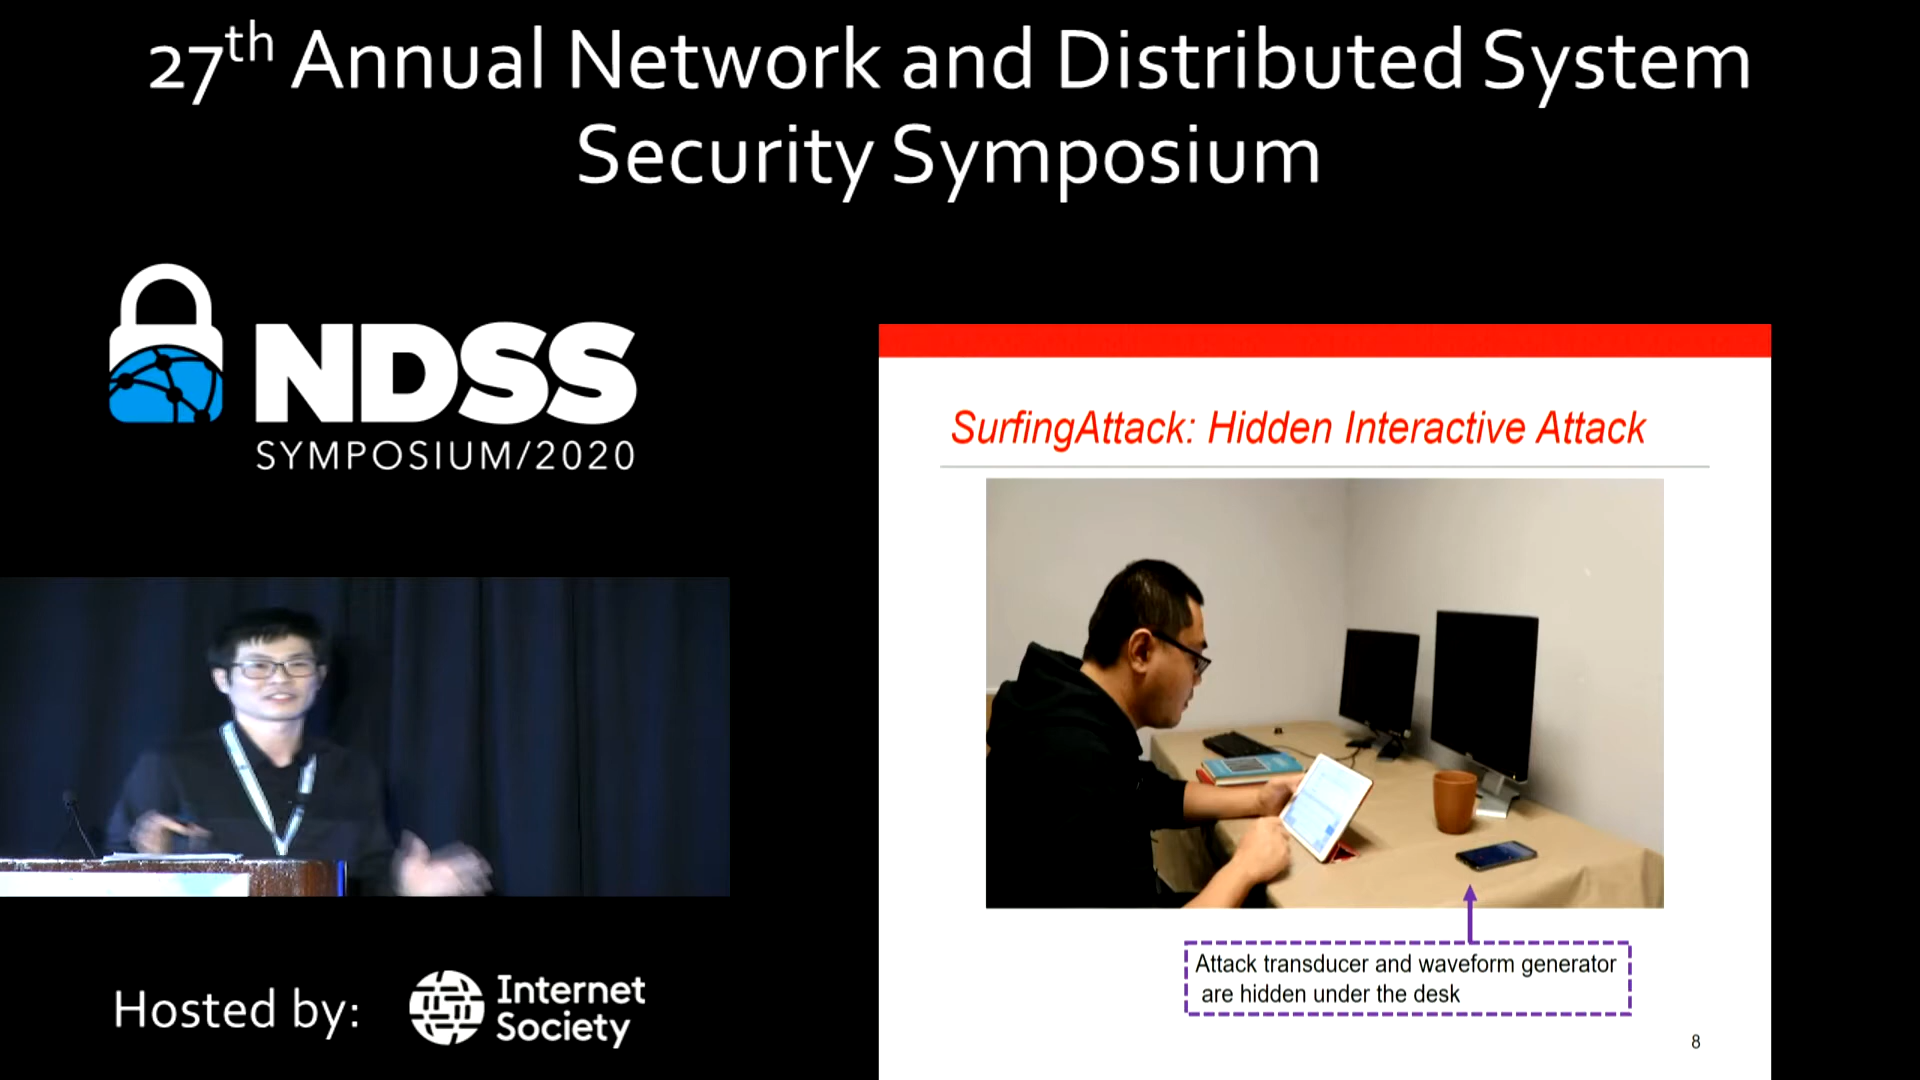 27th Annual Network and Distributed System
Security Symposium
NDSS
SYMPOSIUM/2020
SurfingAttack: Hidden Interactive Attack
Attack transducer and waveform generator
are hidden under the desk
8
Hosted by:
Internet
Society